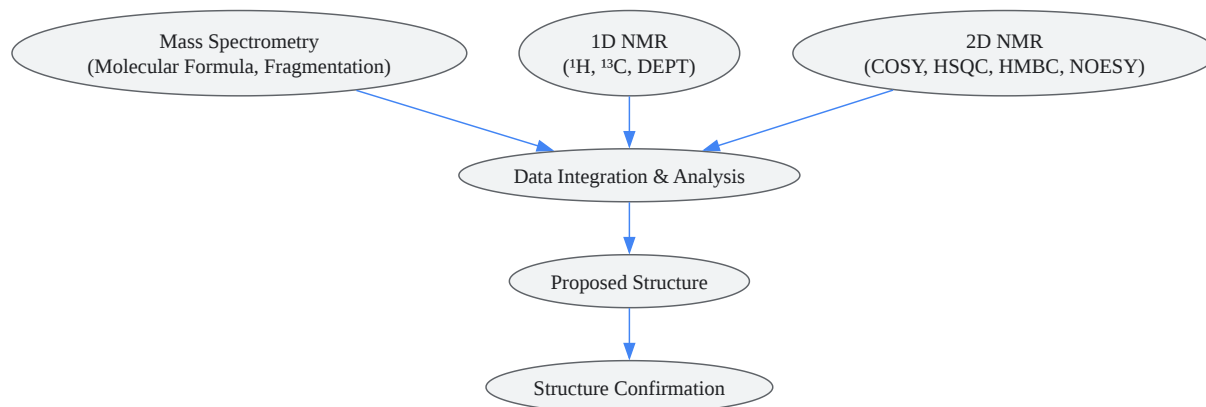 Mass Spectrometry
(Molecular Formula, Fragmentation)
1D NMR
(¹H, ¹³C, DEPT)
2D NMR
(COSY, HSQC, HMBC, NOESY)
Data Integration & Analysis
Proposed Structure
Structure Confirmation